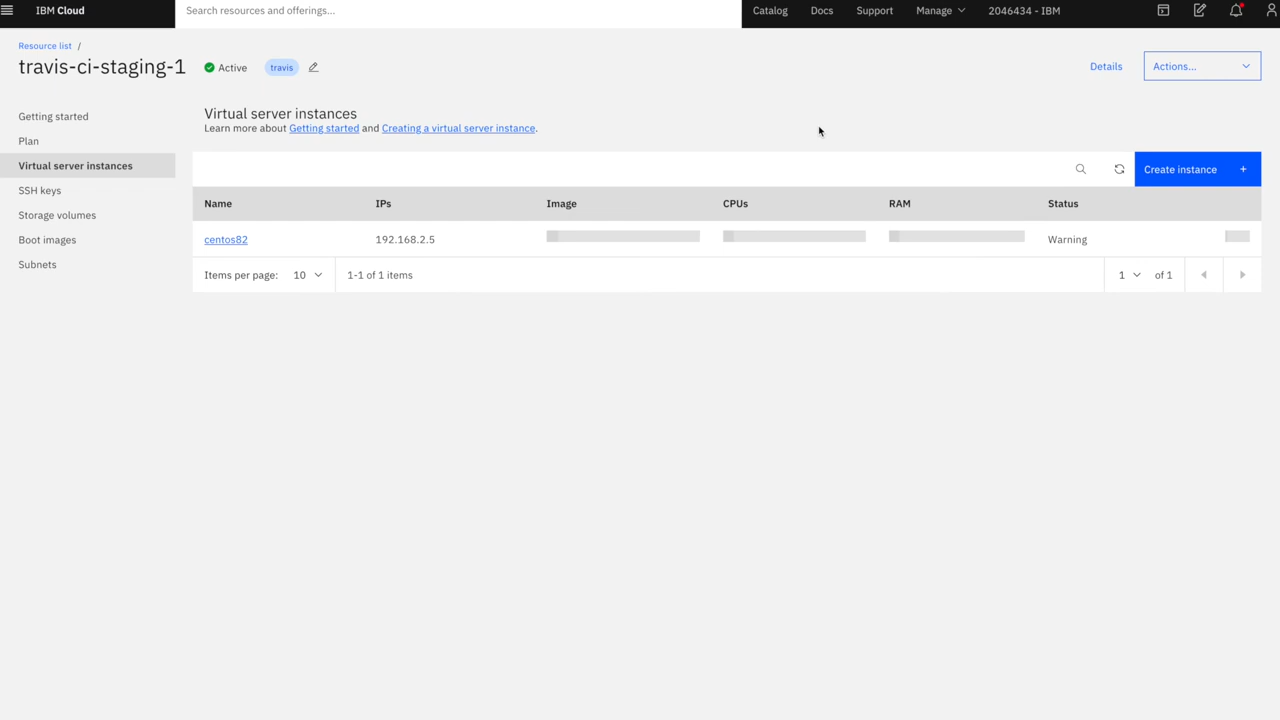 IBM Cloud Search resources and offerings... Catalog Docs Support Manage 2046434 - IBM
Resource list /
travis-ci-staging-1 Active travis Details Actions...
Getting started
Plan
Virtual server instances
SSH keys
Storage volumes
Boot images
Subnets
Virtual server instances
Learn more about Getting started and Creating a virtual server instance.
Create instance +
Name IPs Image CPUs RAM Status
centos82 192.168.2.5 Warning
Items per page: 10 1-1 of 1 items 1 of 1